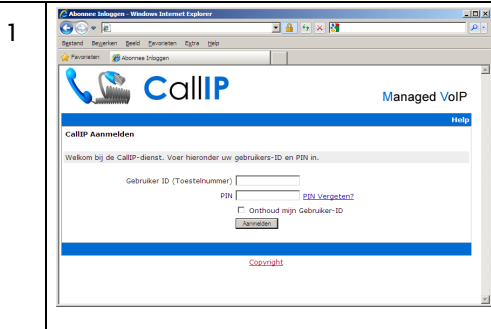 1
Abonnee Inloggen - Windows Internet Explorer
Bestand Bewerken Beeld Favorieten Extra Help
Favorieten Abonnee Inloggen
CallIP
Managed VoIP
Help
CallIP Aanmelden
Welkom bij de CallIP-dienst. Voer hieronder uw gebruikers-ID en PIN in.
Gebruiker ID (Toestelnummer)
PIN PIN Vergeten?
Onthoud mijn Gebruiker-ID
Aanmelden
Copyright